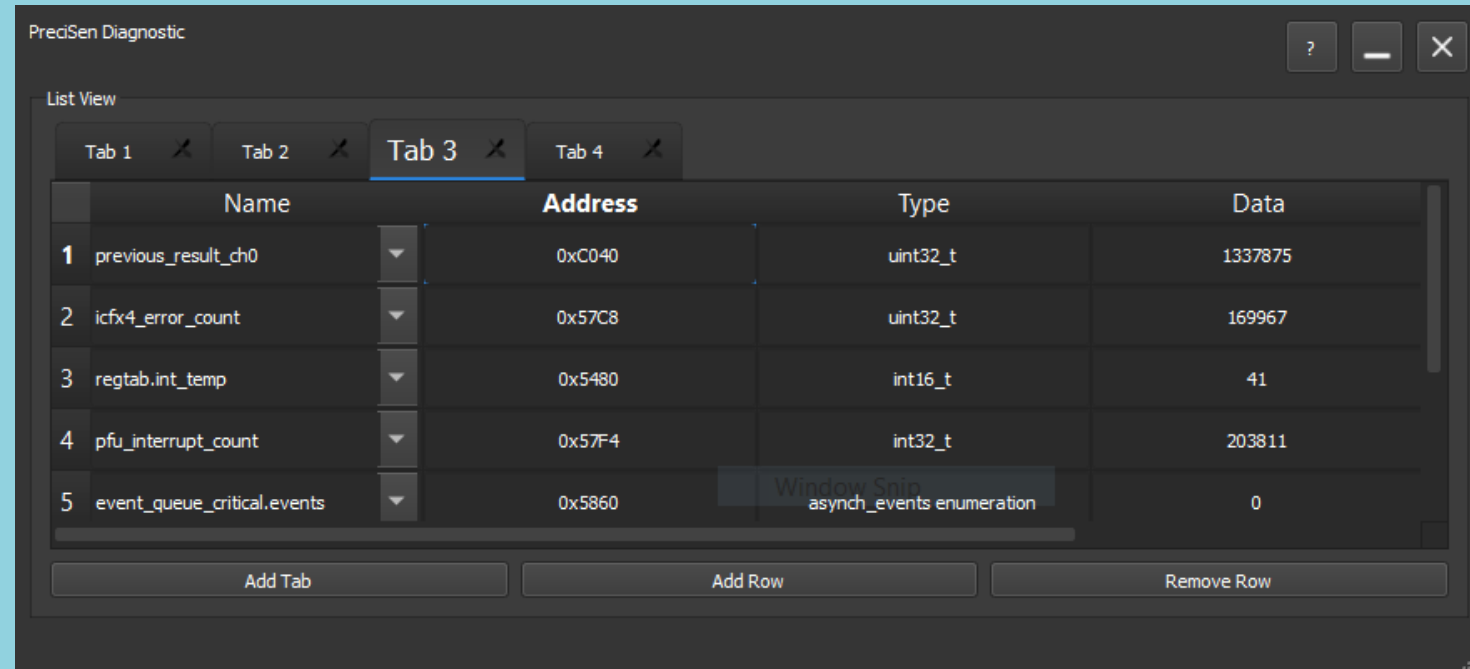 PreciSen Diagnostic
?
List View
Tab 1 Tab 2 Tab 3 Tab 4
Name Address Type Data
1 previous_result_ch0 0xC040 uint32_t 1337875
2 icfx4_error_count 0x57C8 uint32_t 169967
3 regtab.int_temp 0x5480 int16_t 41
4 pfu_interrupt_count 0x57F4 int32_t 203811
Window Snip
5 event_queue_critical.events 0x5860 asynch_events enumeration 0
Add Tab Add Row Remove Row